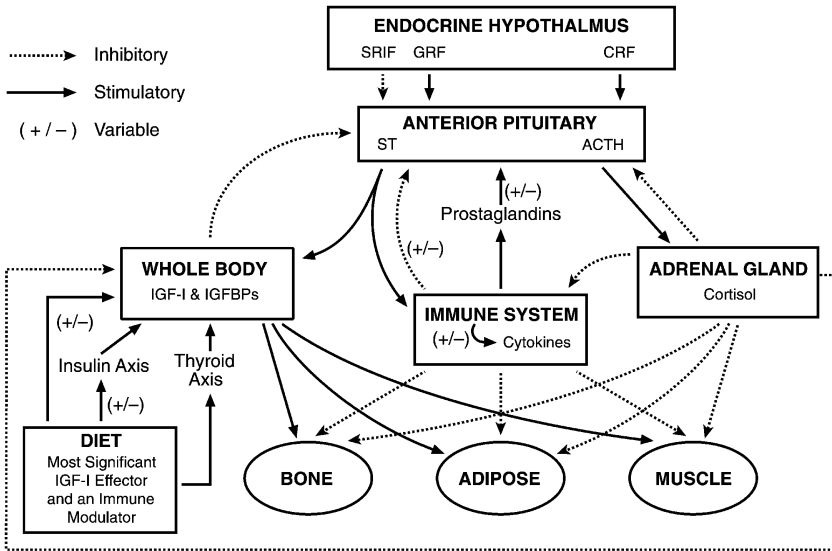 ENDOCRINE HYPOTHALMUS
SRIF GRF CRF
Inhibitory
Stimulatory
(+/–) Variable
ANTERIOR PITUITARY
ST ACTH
(+/–)
Prostaglandins
(+/–)
WHOLE BODY
IGF-I & IGFBPs
ADRENAL GLAND
Cortisol
IMMUNE SYSTEM
(+/–) Cytokines
(+/–)
Insulin Axis
Thyroid
Axis
(+/–)
DIET
Most Significant
IGF-I Effector
and an Immune
Modulator
BONE
ADIPOSE
MUSCLE